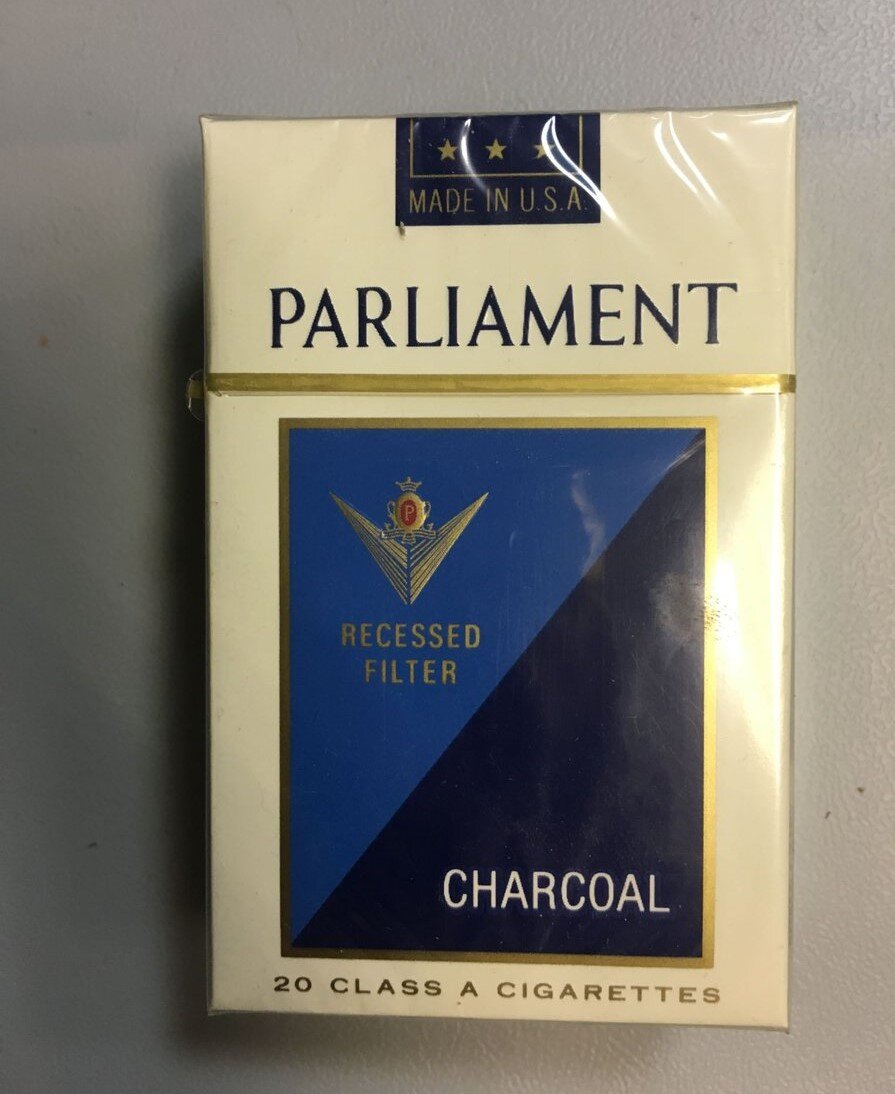 MADE IN U.S.A.
PARLIAMENT
P
RECESSED
FILTER
CHARCOAL
20 CLASS A CIGARETTES